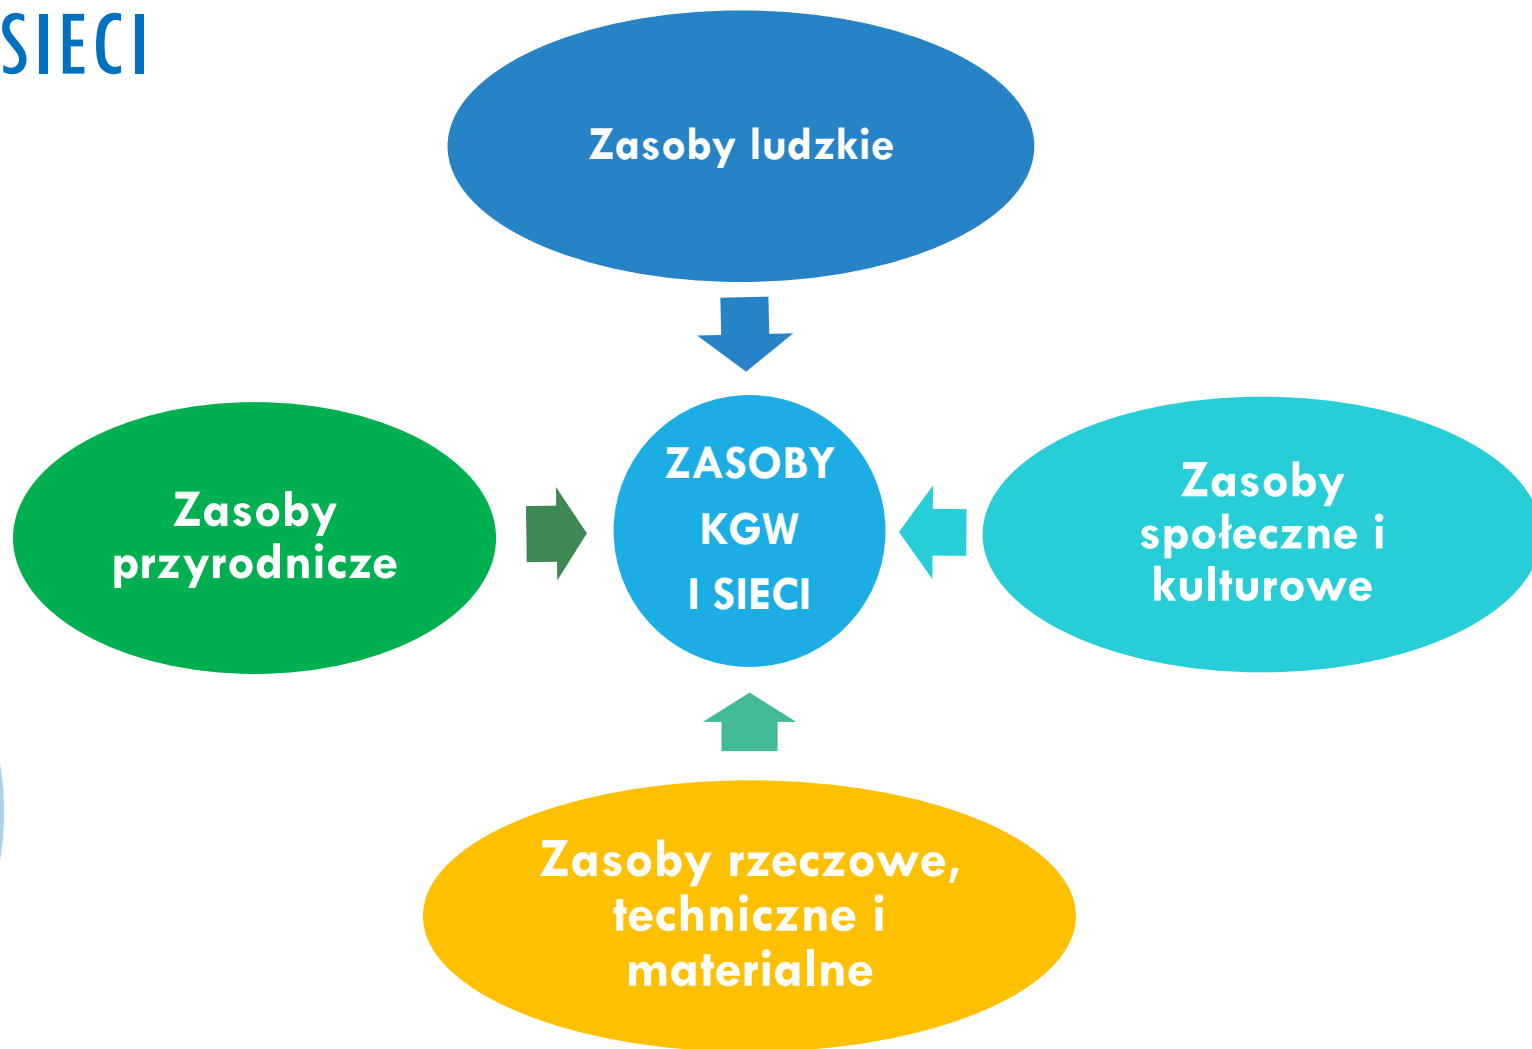 SIECI
Zasoby ludzkie
Zasoby
przyrodnicze
ZASOBY
KGW
I SIECI
Zasoby
społeczne i
kulturowe
Zasoby rzeczowe,
techniczne i
materialne